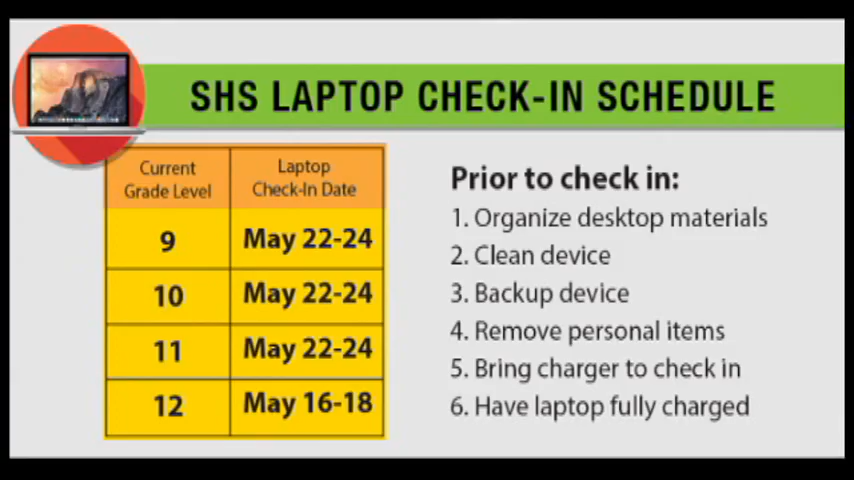 SHS LAPTOP CHECK-IN SCHEDULE
Current
Grade Level
Laptop
Check-In Date
9
May 22-24
10
May 22-24
11
May 22-24
12
May 16-18
Prior to check in:
1. Organize desktop materials
2. Clean device
3. Backup device
4. Remove personal items
5. Bring charger to check in
6. Have laptop fully charged